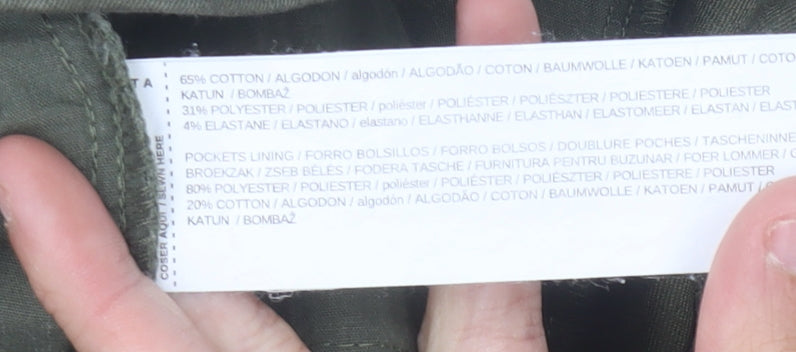 T A
65% COTTON / ALGODON / algodón / ALGODÃO / COTON / BAUMWOLLE / KATOEN / PAMUT / COTO
KATUN / BOMBAŽ
31% POLYESTER / POLIESTER / poliéster / POLIÉSTER / POLIÉSZTER / POLIESTERE / POLIESTER
4% ELASTANE / ELASTANO / elastano / ELASTHANNE / ELASTHAN / ELASTOMEER / ELASTAN / ELAST
POCKETS LINING / FORRO BOLSILLOS / FORRO BOLSOS / DOUBLURE POCHES / TASCHENINNE
BROEKZAK / ZSEB BÉLÉS / FODERA TASCHE / FURNITURA PENTRU BUZUNAR / FOER LOMMER /
80% POLYESTER / POLIESTER / poliéster / POLIÉSTER / POLIÉSZTER / POLIESTERE / POLIESTER
20% COTTON / ALGODON / algodón / ALGODÃO / COTON / BAUMWOLLE / KATOEN / PAMUT /
KATUN / BOMBAŽ
COSER AQUI / SEWN HERE